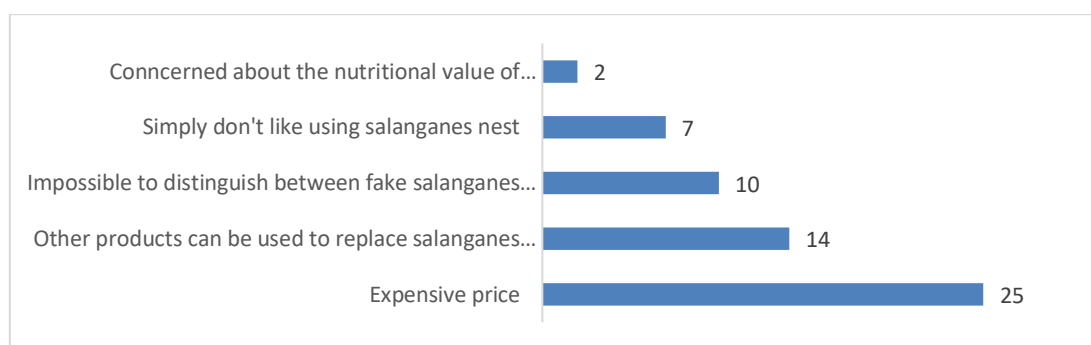 Conncerned about the nutritional value of... 2
Simply don't like using salanganes nest 7
Impossible to distinguish between fake salanganes... 10
Other products can be used to replace salanganes... 14
Expensive price 25